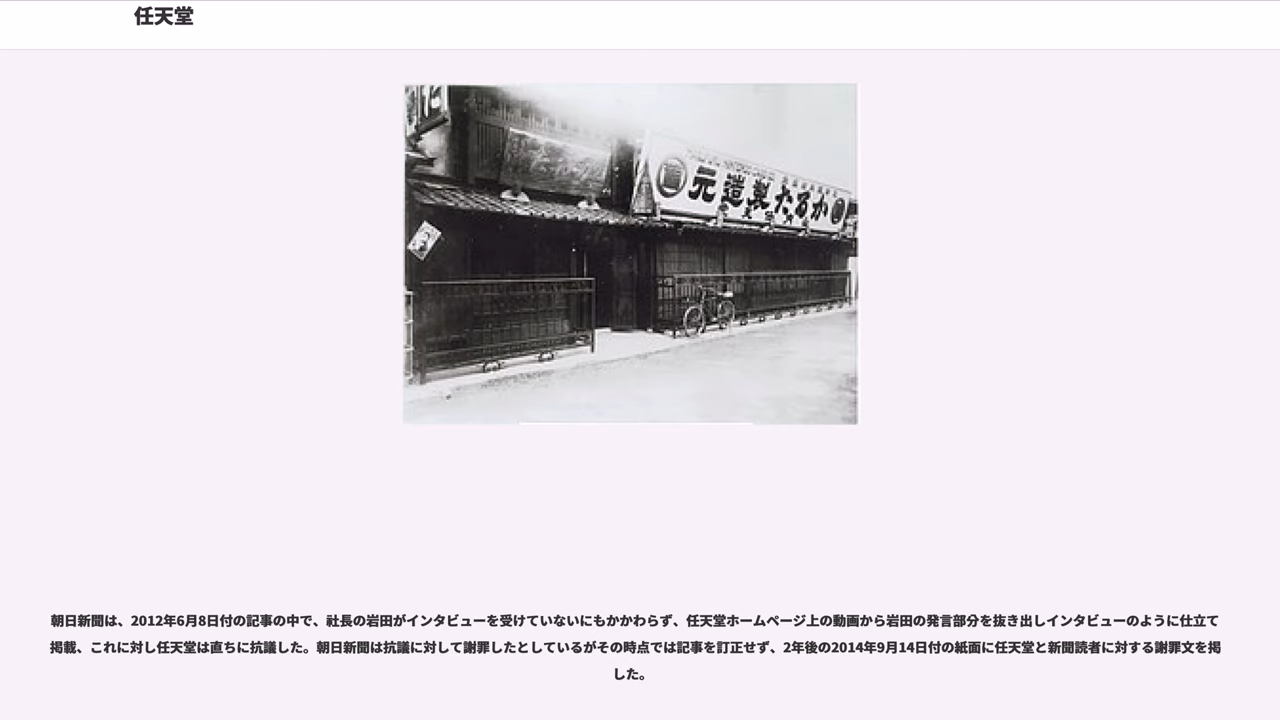 任天堂
元造製たるか
朝日新聞は、2012年6月8日付の記事の中で、社長の岩田がインタビューを受けていないにもかかわらず、任天堂ホームページ上の動画から岩田の発言部分を抜き出しインタビューのように仕立て
掲載、これに対し任天堂は直ちに抗議した。朝日新聞は抗議に対して謝罪したとしているがその時点では記事を訂正せず、2年後の2014年9月14日付の紙面に任天堂と新聞読者に対する謝罪文を掲
した。